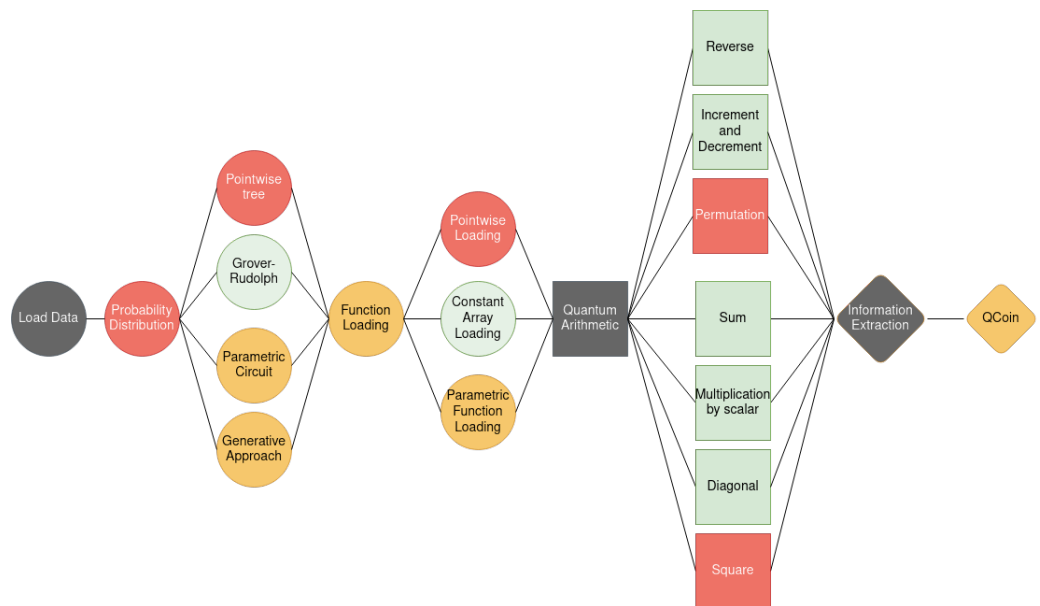 Load Data
Probability
Distribution
Pointwise
tree
Grover-
Rudolph
Parametric
Circuit
Generative
Approach
Function
Loading
Pointwise
Loading
Constant
Array
Loading
Parametric
Function
Loading
Quantum
Arithmetic
Reverse
Increment
and
Decrement
Permutation
Sum
Multiplication
by scalar
Diagonal
Square
Information
Extraction
QCoin